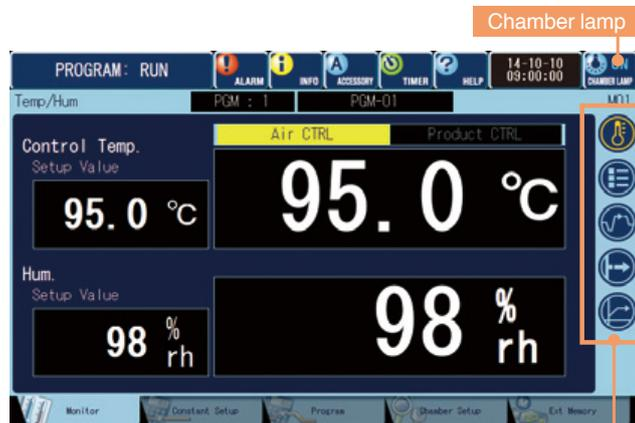 Chamber lamp
PROGRAM: RUN
ALARM
INFO
ACCESSORY
TIMER
HELP
14-10-10
09:00:00
ON
CHAMBER LAMP
Temp/Hum
PGM : 1
PGM-01
M01
Control Temp.
Setup Value
95.0 °C
Air CTRL
Product CTRL
95.0 °C
Hum.
Setup Value
98 %rh
98 %rh
Monitor
Constant Setup
Program
Chamber Setup
Ext Memory